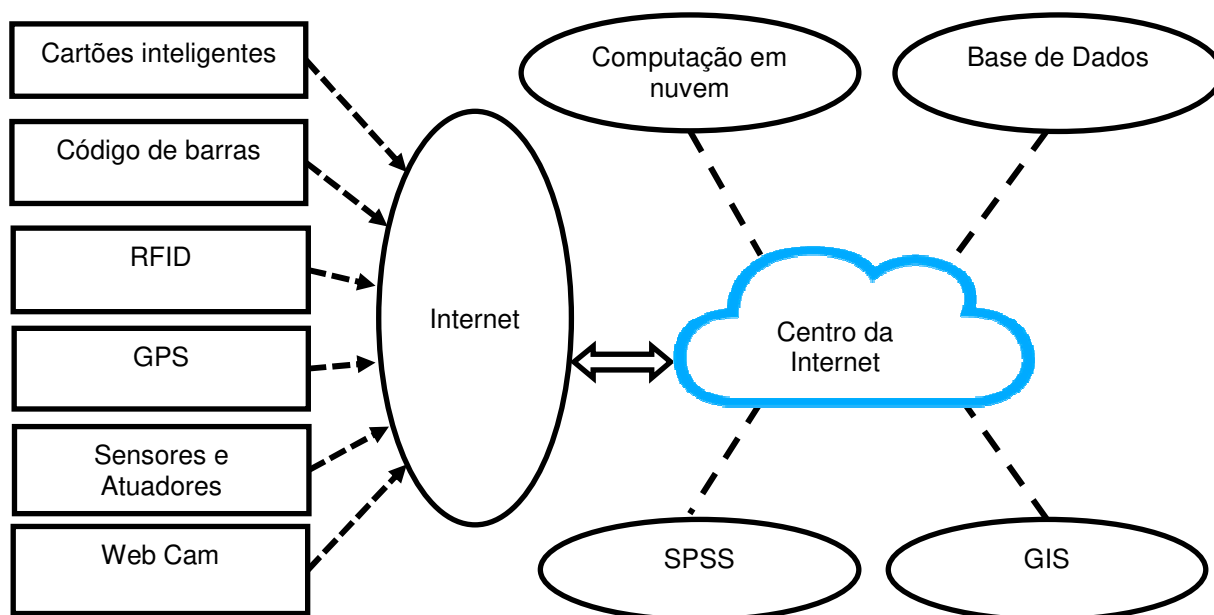 Cartões inteligentes
Código de barras
RFID
GPS
Sensores e
Atuadores
Web Cam
Internet
Computação em
nuvem
Base de Dados
Centro da
Internet
SPSS
GIS